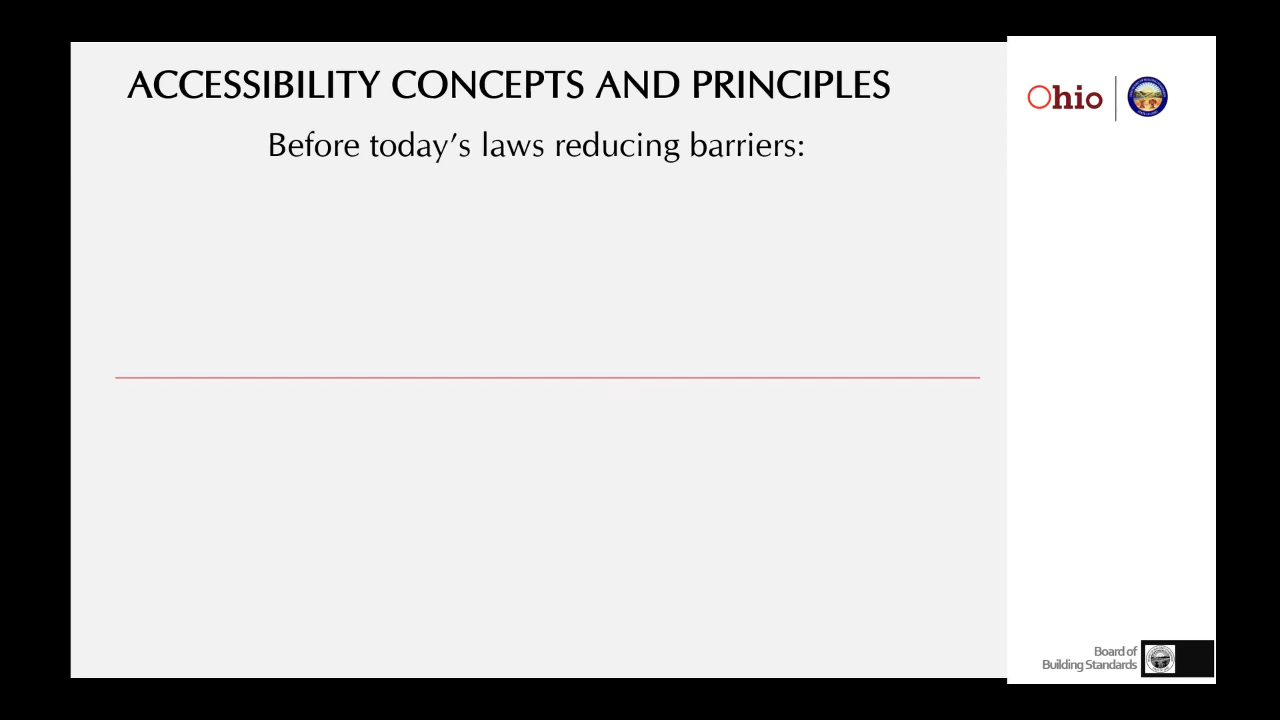 ACCESSIBILITY CONCEPTS AND PRINCIPLES
Before today’s laws reducing barriers:
Ohio
Board of
Building Standards